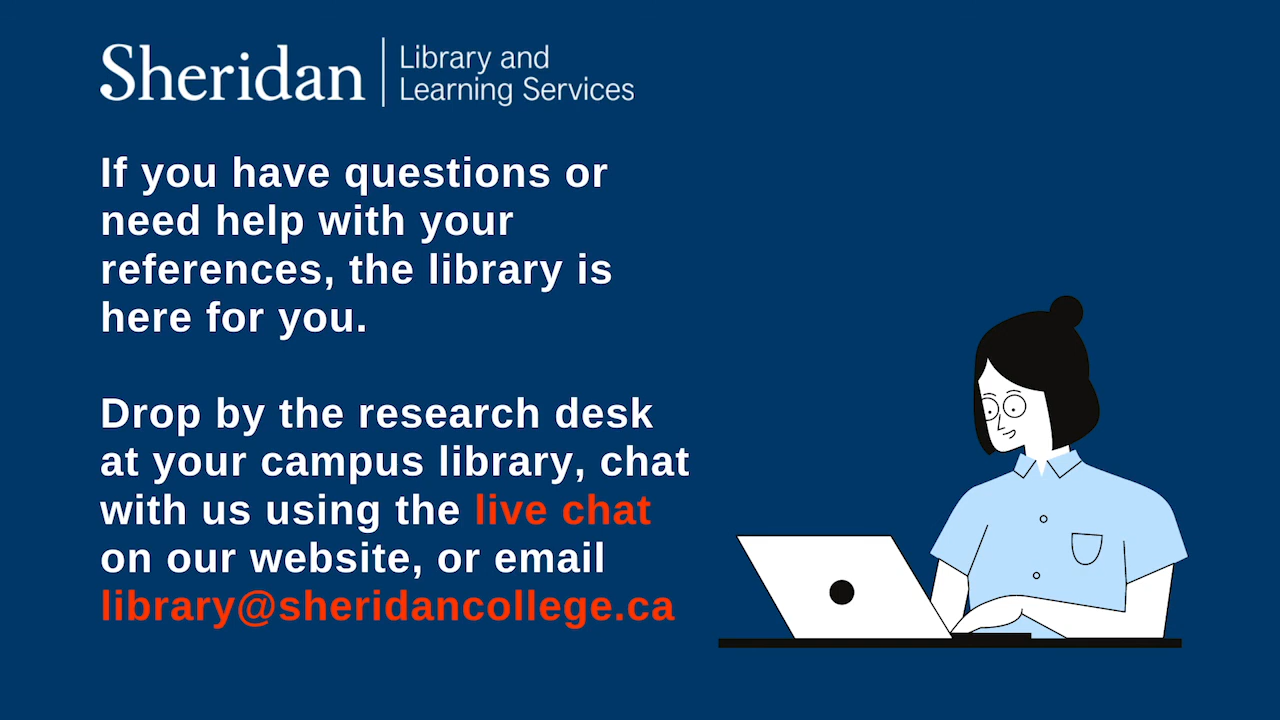 Sheridan
Library and
Learning Services
If you have questions or
need help with your
references, the library is
here for you.
Drop by the research desk
at your campus library, chat
with us using the live chat
on our website, or email
library@sheridancollege.ca